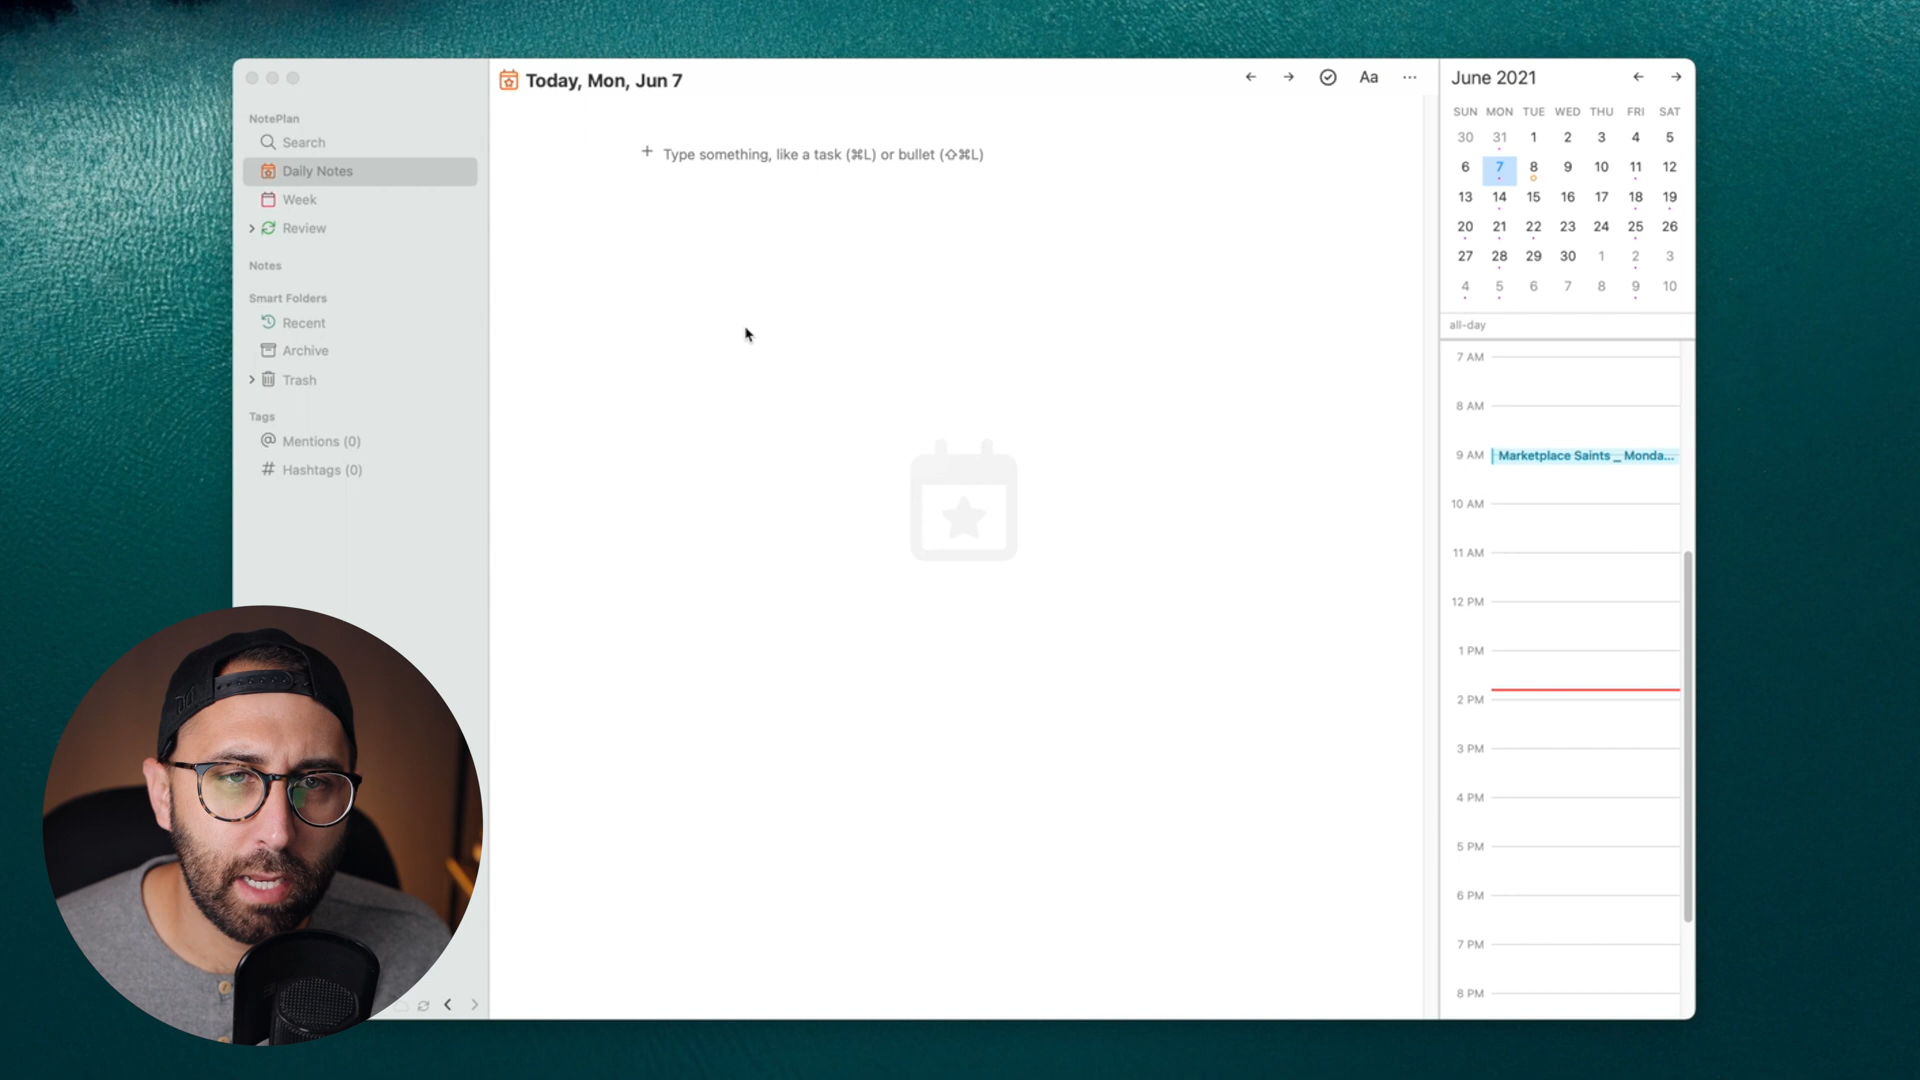 NotePlan
Search
Daily Notes
Week
Review
Notes
Smart Folders
Recent
Archive
Trash
Tags
@ Mentions (0)
# Hashtags (0)
Today, Mon, Jun 7
Aa
+ Type something, like a task (⌘L) or bullet (⇧⌘L)
June 2021
SUN MON TUE WED THU FRI SAT
30 31 1 2 3 4 5
6 7 8 9 10 11 12
13 14 15 16 17 18 19
20 21 22 23 24 25 26
27 28 29 30 1 2 3
4 5 6 7 8 9 10
all-day
7 AM
8 AM
9 AM Marketplace Saints _ Monda...
10 AM
11 AM
12 PM
1 PM
2 PM
3 PM
4 PM
5 PM
6 PM
7 PM
8 PM